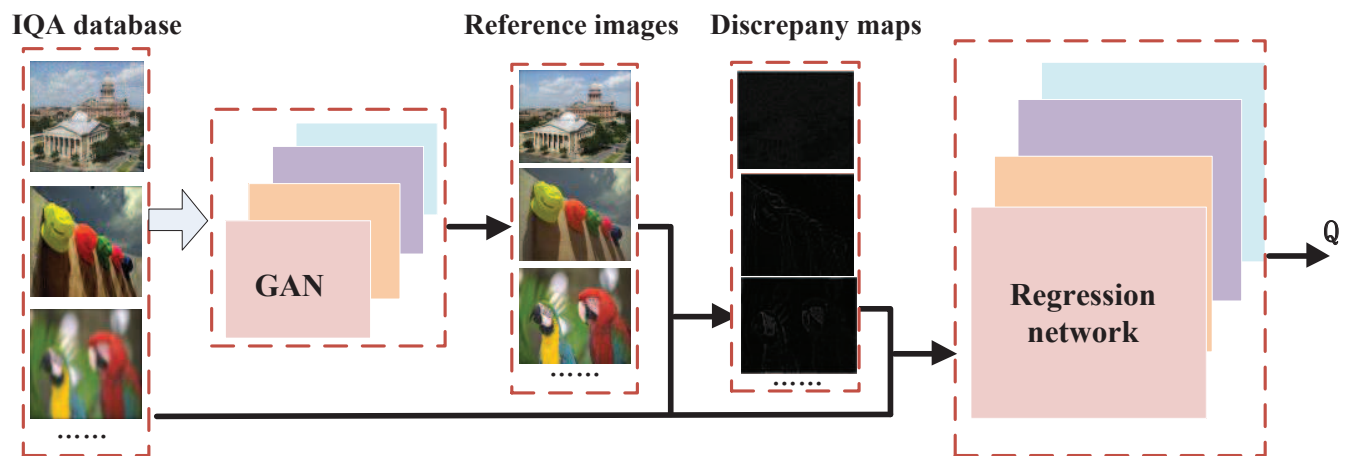 IQA database
Reference images
Discrepany maps
GAN
Regression
network
Q
......
......
......